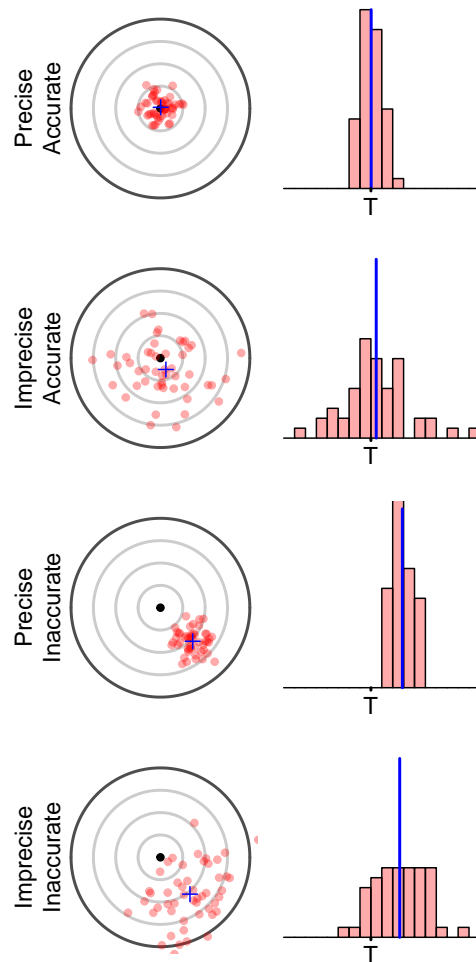 Precise
Accurate
T
Imprecise
Accurate
T
Precise
Inaccurate
T
Imprecise
Inaccurate
T